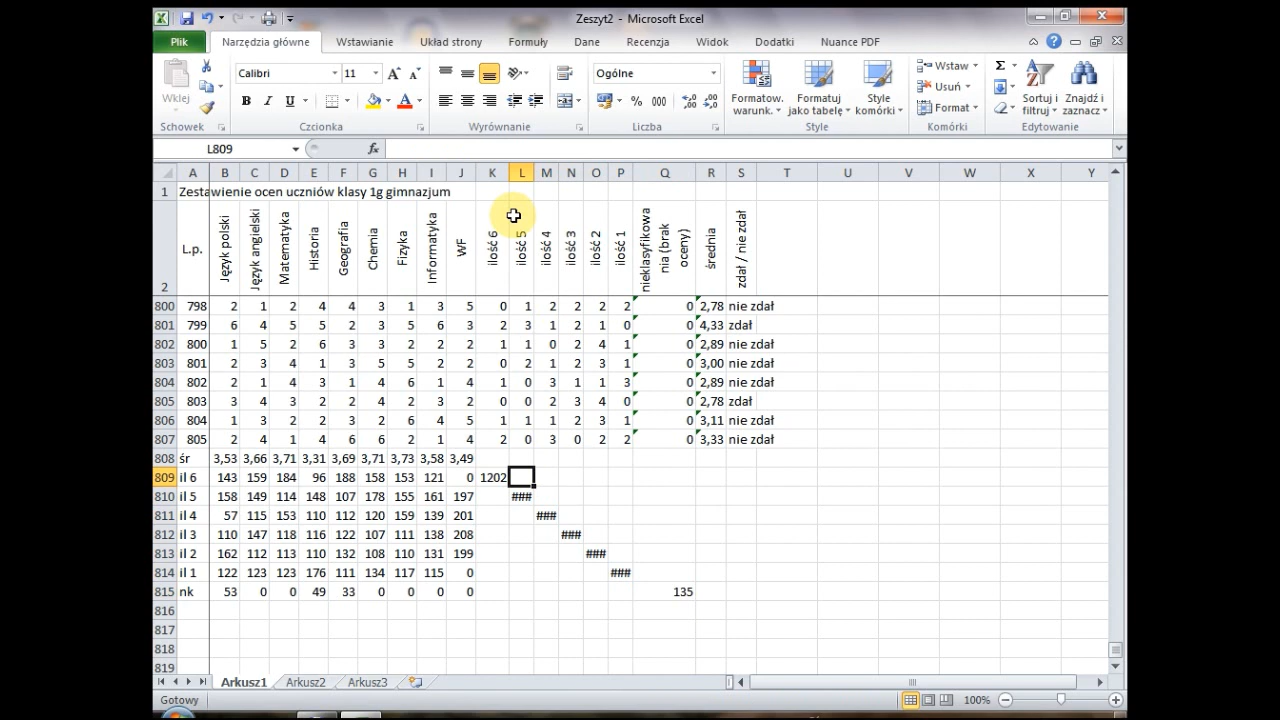 Zeszyt2 - Microsoft Excel
Plik Narzędzia główne Wstawianie Układ strony Formuły Dane Recenzja Widok Dodatki Nuance PDF
Wklej Calibri 11 Ogólne Formatow. warunk. Formatuj jako tabelę Style komórki Wstaw Usuń Format Sortuj i filtruj Znajdź i zaznacz
B I U % 000
Schowek Czcionka Wyrównanie Liczba Style Komórki Edytowanie
L809 fx
A B C D E F G H I J K L M N O P Q R S T U V W X Y
1 Zestawienie ocen uczniów klasy 1g gimnazjum
2 L.p. Język polski Język angielski Matematyka Historia Geografia Chemia Fizyka Informatyka WF ilość 6 ilość 5 ilość 4 ilość 3 ilość 2 ilość 1 nieklasyfikowania (brak oceny) średnia zdał / nie zdał
800 798 2 1 2 4 4 3 1 3 5 0 1 2 2 2 2 0 2,78 nie zdał
801 799 6 4 5 5 2 3 5 6 3 2 3 1 2 1 0 0 4,33 zdał
802 800 1 5 2 6 3 3 2 2 2 1 1 0 2 4 1 0 2,89 nie zdał
803 801 2 3 4 1 3 5 5 2 2 0 2 1 2 3 1 0 3,00 nie zdał
804 802 2 1 4 3 1 4 6 1 4 1 0 3 1 1 3 0 2,89 nie zdał
805 803 3 4 3 2 2 4 2 3 2 0 0 2 3 4 0 0 2,78 zdał
806 804 1 3 2 2 3 2 6 4 5 1 1 1 2 3 1 0 3,11 nie zdał
807 805 2 4 1 4 6 6 2 1 4 2 0 3 0 2 2 0 3,33 nie zdał
808 śr 3,53 3,66 3,71 3,31 3,69 3,71 3,73 3,58 3,49
809 il 6 143 159 184 96 188 158 153 121 0 1202
810 il 5 158 149 114 148 107 178 155 161 197 ###
811 il 4 57 115 153 110 112 120 159 139 201 ###
812 il 3 110 147 118 116 122 107 111 138 208 ###
813 il 2 162 112 113 110 132 108 110 131 199 ###
814 il 1 122 123 123 176 111 134 117 115 0 ###
815 nk 53 0 0 49 33 0 0 0 0 135
816
817
818
819
Arkusz1 Arkusz2 Arkusz3
Gotowy 100%